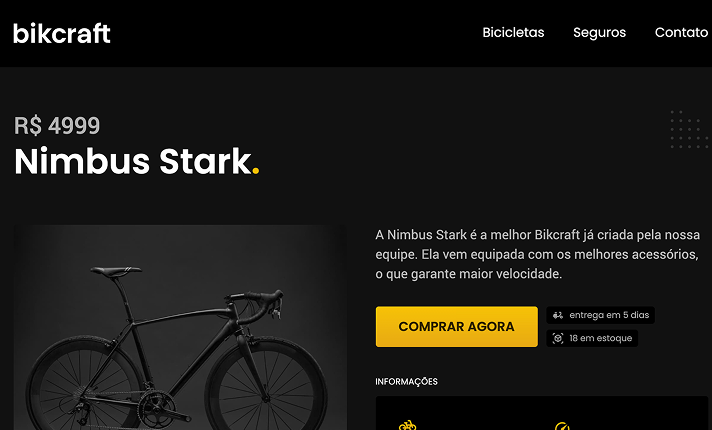 bikcraft
Bicicletas
Seguros
Contato
R$ 4999
Nimbus Stark.
A Nimbus Stark é a melhor Bikcraft já criada pela nossa
equipe. Ela vem equipada com os melhores acessórios,
o que garante maior velocidade.
COMPRAR AGORA
entrega em 5 dias
18 em estoque
INFORMAÇÕES